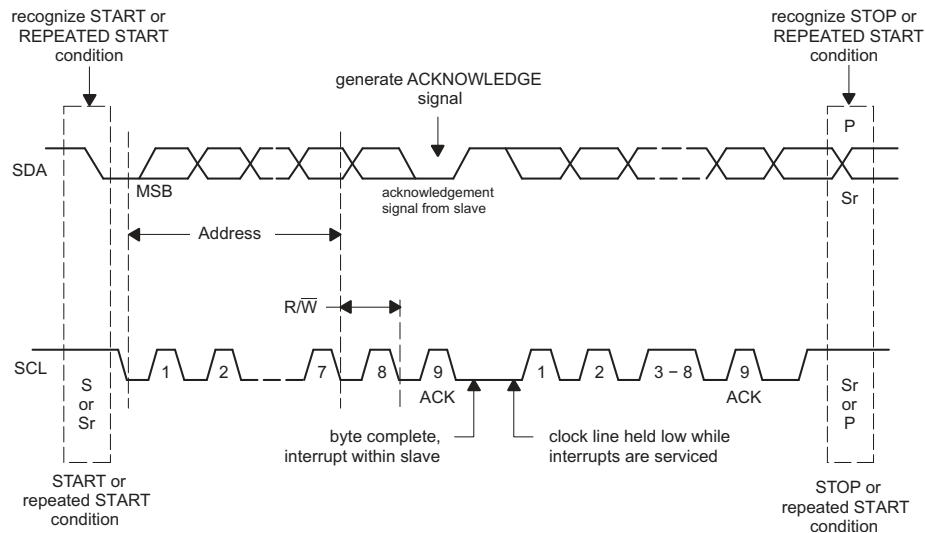 recognize START or
REPEATED START
condition
recognize STOP or
REPEATED START
condition
generate ACKNOWLEDGE
signal
P
SDA
MSB
acknowledgement
signal from slave
Sr
Address
R/W̅
SCL
S
or
Sr
1
2
7
8
9
ACK
1
2
3 – 8
9
ACK
Sr
or
P
byte complete,
interrupt within slave
clock line held low while
interrupts are serviced
START or
repeated START
condition
STOP or
repeated START
condition